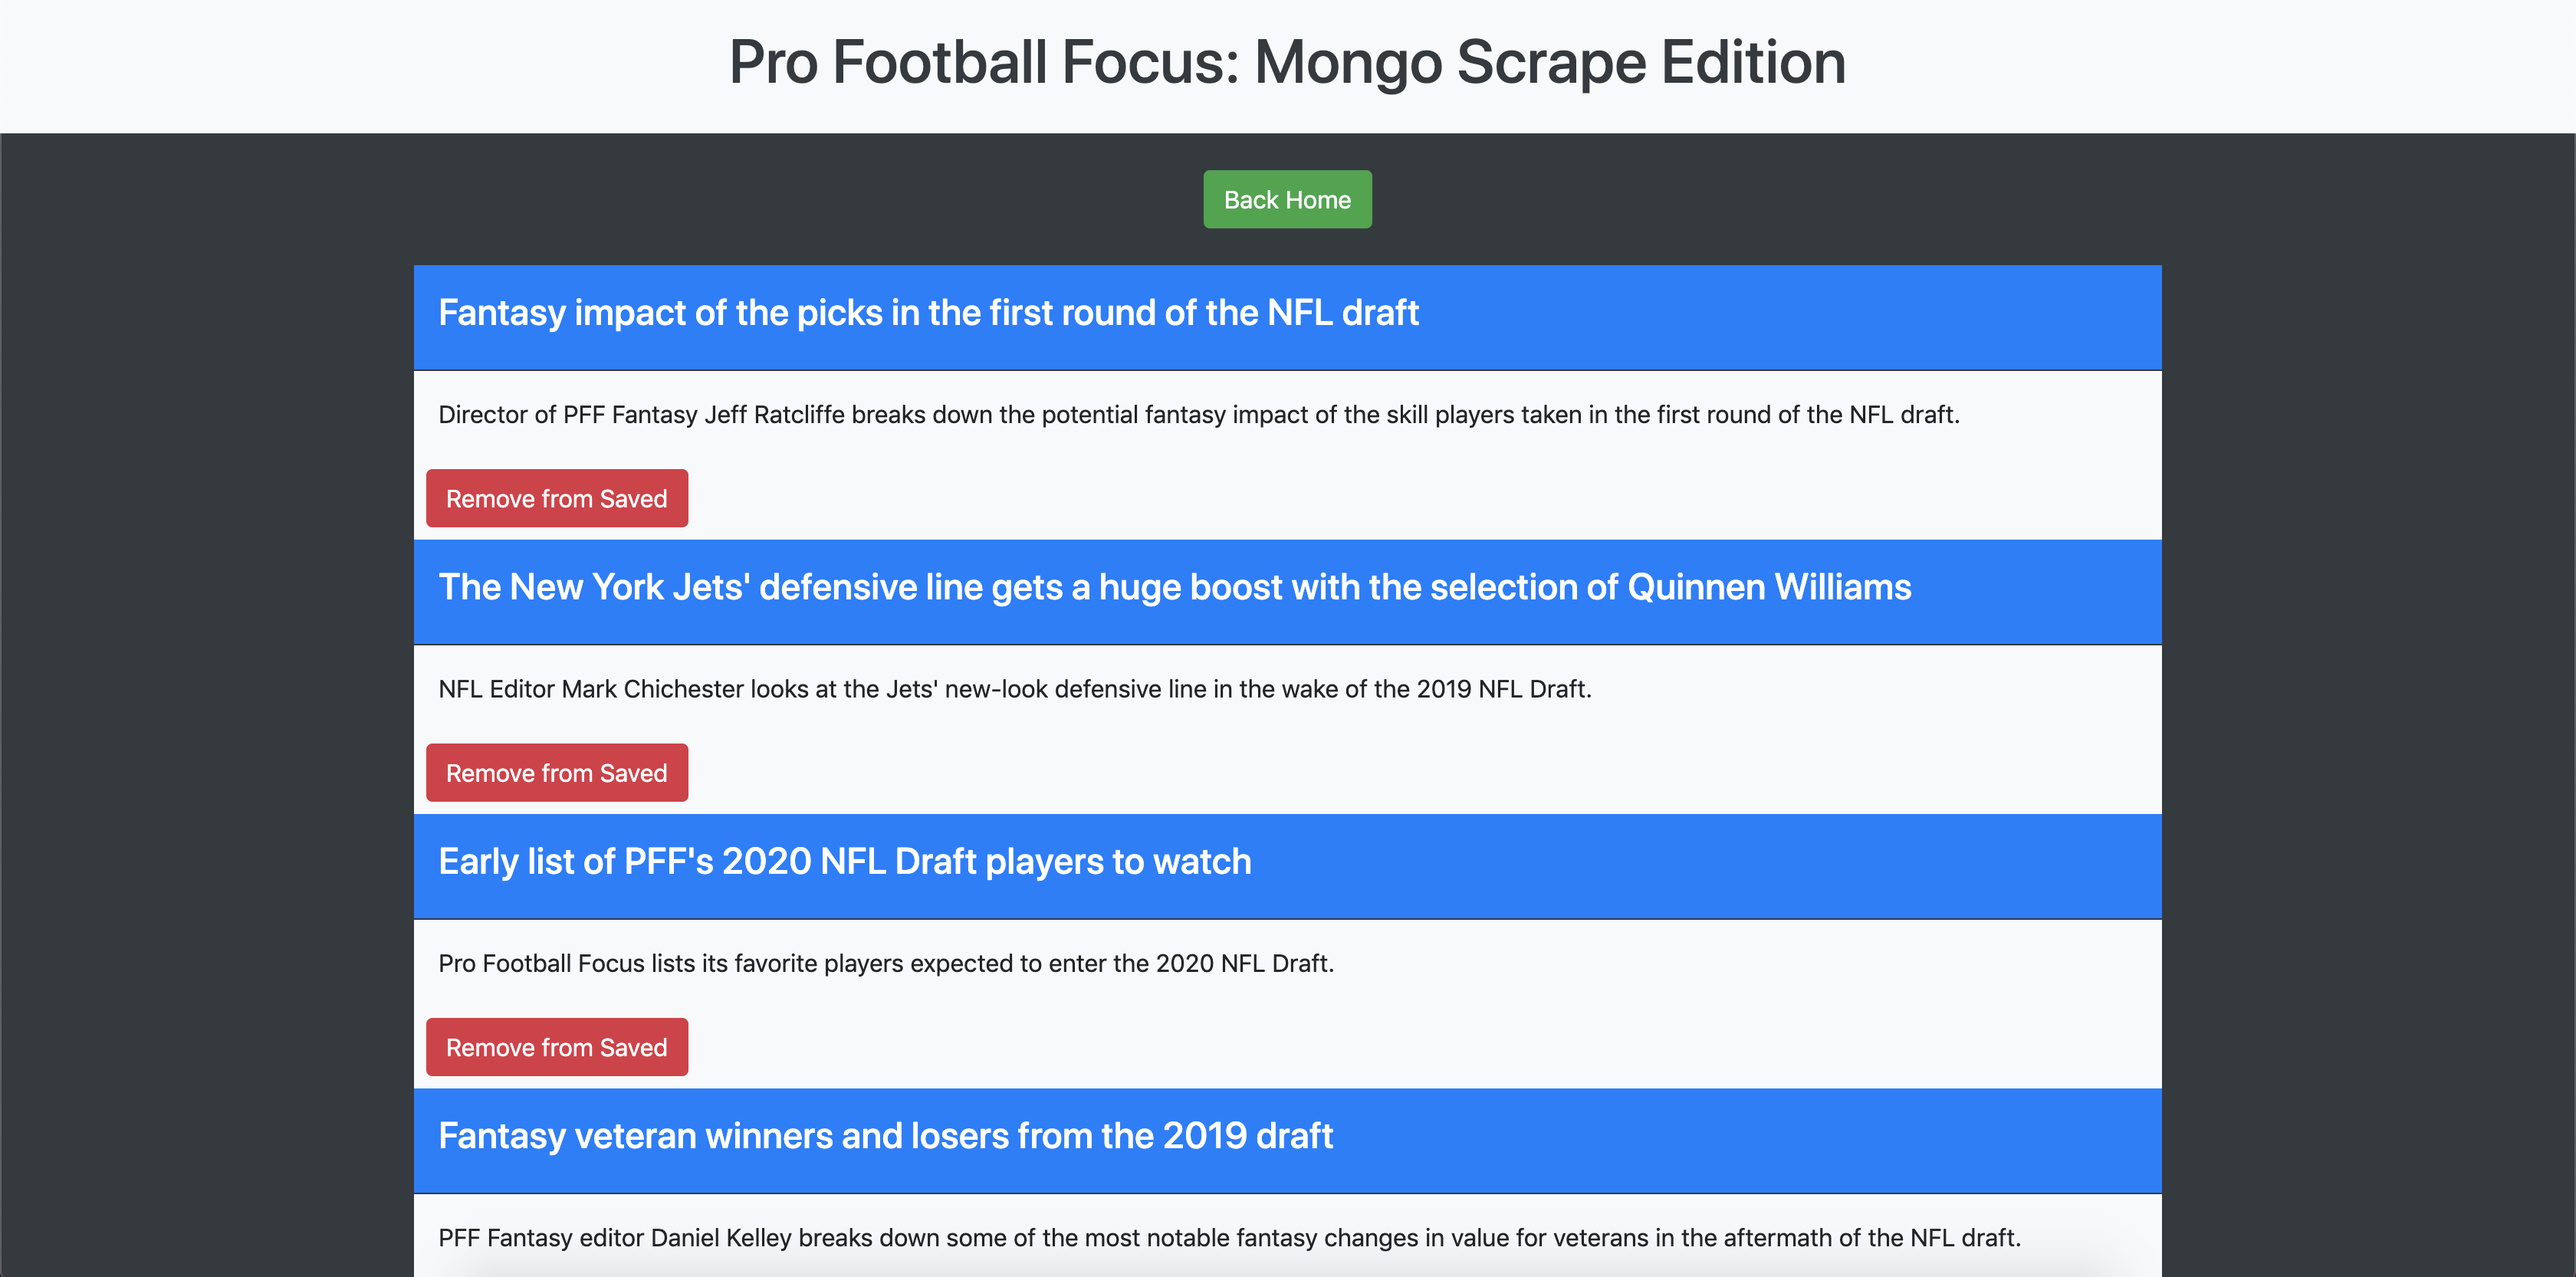 Pro Football Focus: Mongo Scrape Edition
Back Home
Fantasy impact of the picks in the first round of the NFL draft
Director of PFF Fantasy Jeff Ratcliffe breaks down the potential fantasy impact of the skill players taken in the first round of the NFL draft.
Remove from Saved
The New York Jets' defensive line gets a huge boost with the selection of Quinnen Williams
NFL Editor Mark Chichester looks at the Jets' new-look defensive line in the wake of the 2019 NFL Draft.
Remove from Saved
Early list of PFF's 2020 NFL Draft players to watch
Pro Football Focus lists its favorite players expected to enter the 2020 NFL Draft.
Remove from Saved
Fantasy veteran winners and losers from the 2019 draft
PFF Fantasy editor Daniel Kelley breaks down some of the most notable fantasy changes in value for veterans in the aftermath of the NFL draft.